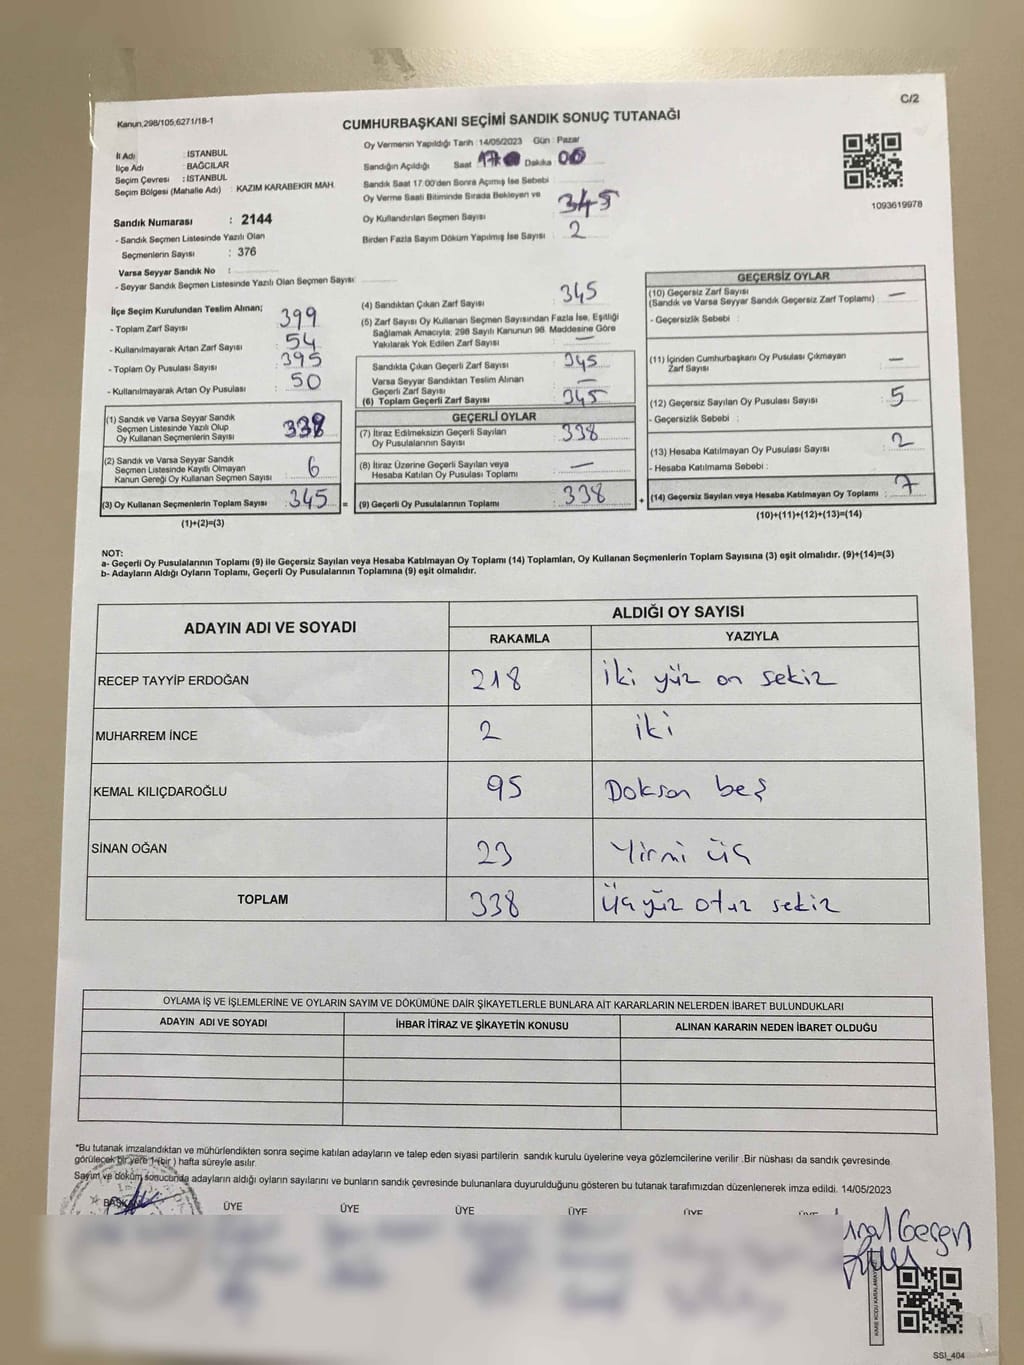 C/2
Kanun,298/105,6271/18-1
CUMHURBAŞKANI SEÇİMİ SANDIK SONUÇ TUTANAĞI
İl Adı : İSTANBUL
İlçe Adı : BAĞCILAR
Seçim Çevresi : İSTANBUL
Seçim Bölgesi (Mahalle Adı) : KAZIM KARABEKİR MAH.
Sandık Numarası : 2144
- Sandık Seçmen Listesinde Yazılı Olan
Seçmenlerin Sayısı : 376
Varsa Seyyar Sandık No :
- Seyyar Sandık Seçmen Listesinde Yazılı Olan Seçmen Sayısı :
Oy Vermenin Yapıldığı Tarih : 14/05/2023 Gün : Pazar
Sandığın Açıldığı Saat 17 Dakika 00
Sandık Saat 17:00'den Sonra Açımış İse Sebebi :
Oy Verme Saati Bitiminde Sırada Bekleyen ve
Oy Kullandırılan Seçmen Sayısı : 345
Birden Fazla Sayım Döküm Yapılmış İse Sayısı : 2
1093619978
İlçe Seçim Kurulundan Teslim Alınan;
- Toplam Zarf Sayısı : 399
- Kullanılmayarak Artan Zarf Sayısı : 54
- Toplam Oy Pusulası Sayısı : 395
- Kullanılmayarak Artan Oy Pusulası : 50
(1) Sandık ve Varsa Seyyar Sandık
Seçmen Listesinde Yazılı Olup
Oy Kullanan Seçmenlerin Sayısı : 338
(2) Sandık ve Varsa Seyyar Sandık
Seçmen Listesinde Kayıtlı Olmayan
Kanun Gereği Oy Kullanan Seçmen Sayısı : 6
(3) Oy Kullanan Seçmenlerin Toplam Sayısı : 345 =
(1)+(2)=(3)
(4) Sandıktan Çıkan Zarf Sayısı : 345
(5) Zarf Sayısı Oy Kullanan Seçmen Sayısından Fazla İse, Eşitliği
Sağlamak Amacıyla; 298 Sayılı Kanunun 98. Maddesine Göre
Yakılarak Yok Edilen Zarf Sayısı : —
Sandıkta Çıkan Geçerli Zarf Sayısı : 345
Varsa Seyyar Sandıktan Teslim Alınan
Geçerli Zarf Sayısı : —
(6) Toplam Geçerli Zarf Sayısı : 345
GEÇERLİ OYLAR
(7) İtiraz Edilmeksizin Geçerli Sayılan
Oy Pusulalarının Sayısı : 338
(8) İtiraz Üzerine Geçerli Sayılan veya
Hesaba Katılan Oy Pusulası Sayısı : —
(9) Geçerli Oy Pusulalarının Toplamı : 338 +
GEÇERSİZ OYLAR
(10) Geçersiz Zarf Sayısı
(Sandık ve Varsa Seyyar Sandık Geçersiz Zarf Toplamı) : —
- Geçersizlik Sebebi :
(11) İçinden Cumhurbaşkanı Oy Pusulası Çıkmayan
Zarf Sayısı : —
(12) Geçersiz Sayılan Oy Pusulası Sayısı : 5
- Geçersizlik Sebebi :
(13) Hesaba Katılmayan Oy Pusulası Sayısı : 2
- Hesaba Katılmama Sebebi :
(14) Geçersiz Sayılan veya Hesaba Katılmayan Oy Toplamı : 7
(10)+(11)+(12)+(13)=(14)
NOT:
a- Geçerli Oy Pusulalarının Toplamı (9) ile Geçersiz Sayılan veya Hesaba Katılmayan Oy Toplamı (14) Toplamları, Oy Kullanan Seçmenlerin Toplam Sayısına (3) eşit olmalıdır. (9)+(14)=(3)
b- Adayların Aldığı Oyların Toplamı, Geçerli Oy Pusulalarının Toplamına (9) eşit olmalıdır.
ADAYIN ADI VE SOYADI ALDIĞI OY SAYISI
RAKAMLA YAZIYLA
RECEP TAYYİP ERDOĞAN 218 iki yüz on sekiz
MUHARREM İNCE 2 iki
KEMAL KILIÇDAROĞLU 95 Doksan beş
SİNAN OĞAN 23 Yirmi üç
TOPLAM 338 Üç yüz otuz sekiz
OYLAMA İŞ VE İŞLEMLERİNE VE OYLARIN SAYIM VE DÖKÜMÜNE DAİR ŞİKAYETLERLE BUNLARA AİT KARARLARIN NELERDEN İBARET BULUNDUKLARI
ADAYIN ADI VE SOYADI İHBAR İTİRAZ VE ŞİKAYETİN KONUSU ALINAN KARARIN NEDEN İBARET OLDUĞU
*Bu tutanak imzalandıktan ve mühürlendikten sonra seçime katılan adayların ve talep eden siyasi partilerin sandık kurulu üyelerine veya gözlemcilerine verilir .Bir nüshası da sandık çevresinde
görülecek bir yere 1 (bir ) hafta süreyle asılır.
Sayım ve döküm sonucunda adayların aldığı oyların sayılarını ve bunların sandık çevresinde bulunanlara duyurulduğunu gösteren bu tutanak tarafımızdan düzenlenerek imza edildi. 14/05/2023
BAŞKAN ÜYE ÜYE ÜYE ÜYE ÜYE
SSI_404